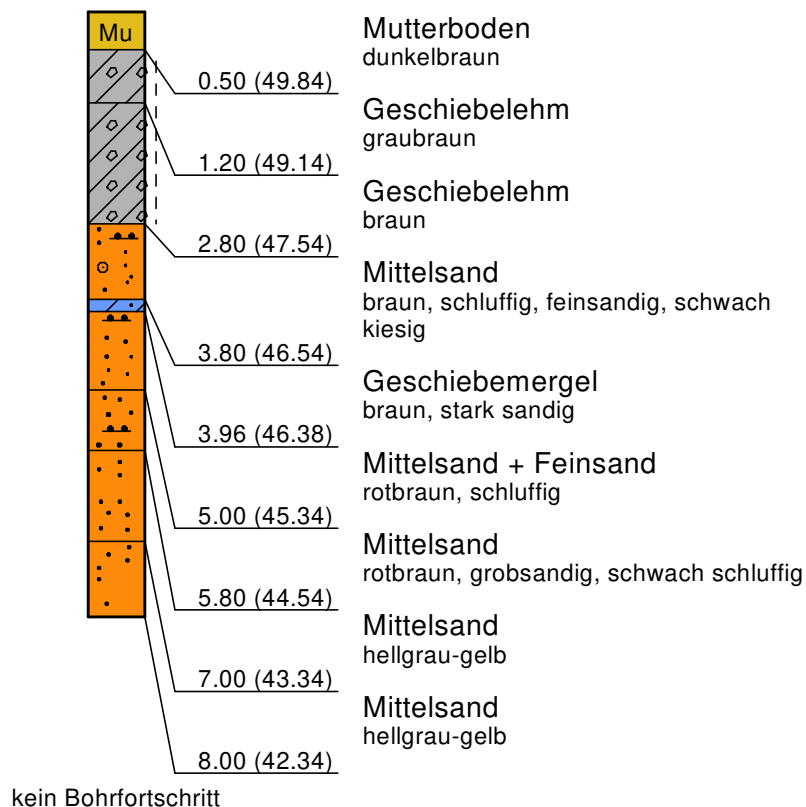 Mu
Mutterboden
dunkelbraun
0.50 (49.84)
Geschiebelehm
graubraun
1.20 (49.14)
Geschiebelehm
braun
2.80 (47.54)
Mittelsand
braun, schluffig, feinsandig, schwach
kiesig
3.80 (46.54)
Geschiebemergel
braun, stark sandig
3.96 (46.38)
Mittelsand + Feinsand
rotbraun, schluffig
5.00 (45.34)
Mittelsand
rotbraun, grobsandig, schwach schluffig
5.80 (44.54)
Mittelsand
hellgrau-gelb
7.00 (43.34)
Mittelsand
hellgrau-gelb
8.00 (42.34)
kein Bohrfortschritt